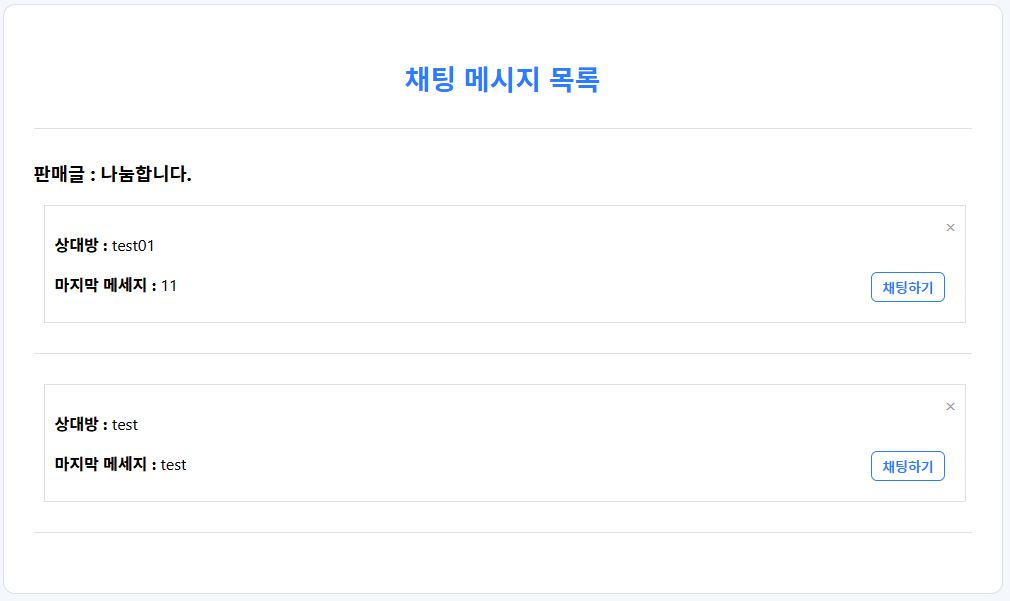 채팅 메시지 목록
판매글 : 나눔합니다.
×
상대방 : test01
마지막 메세지 : 11
채팅하기
×
상대방 : test
마지막 메세지 : test
채팅하기